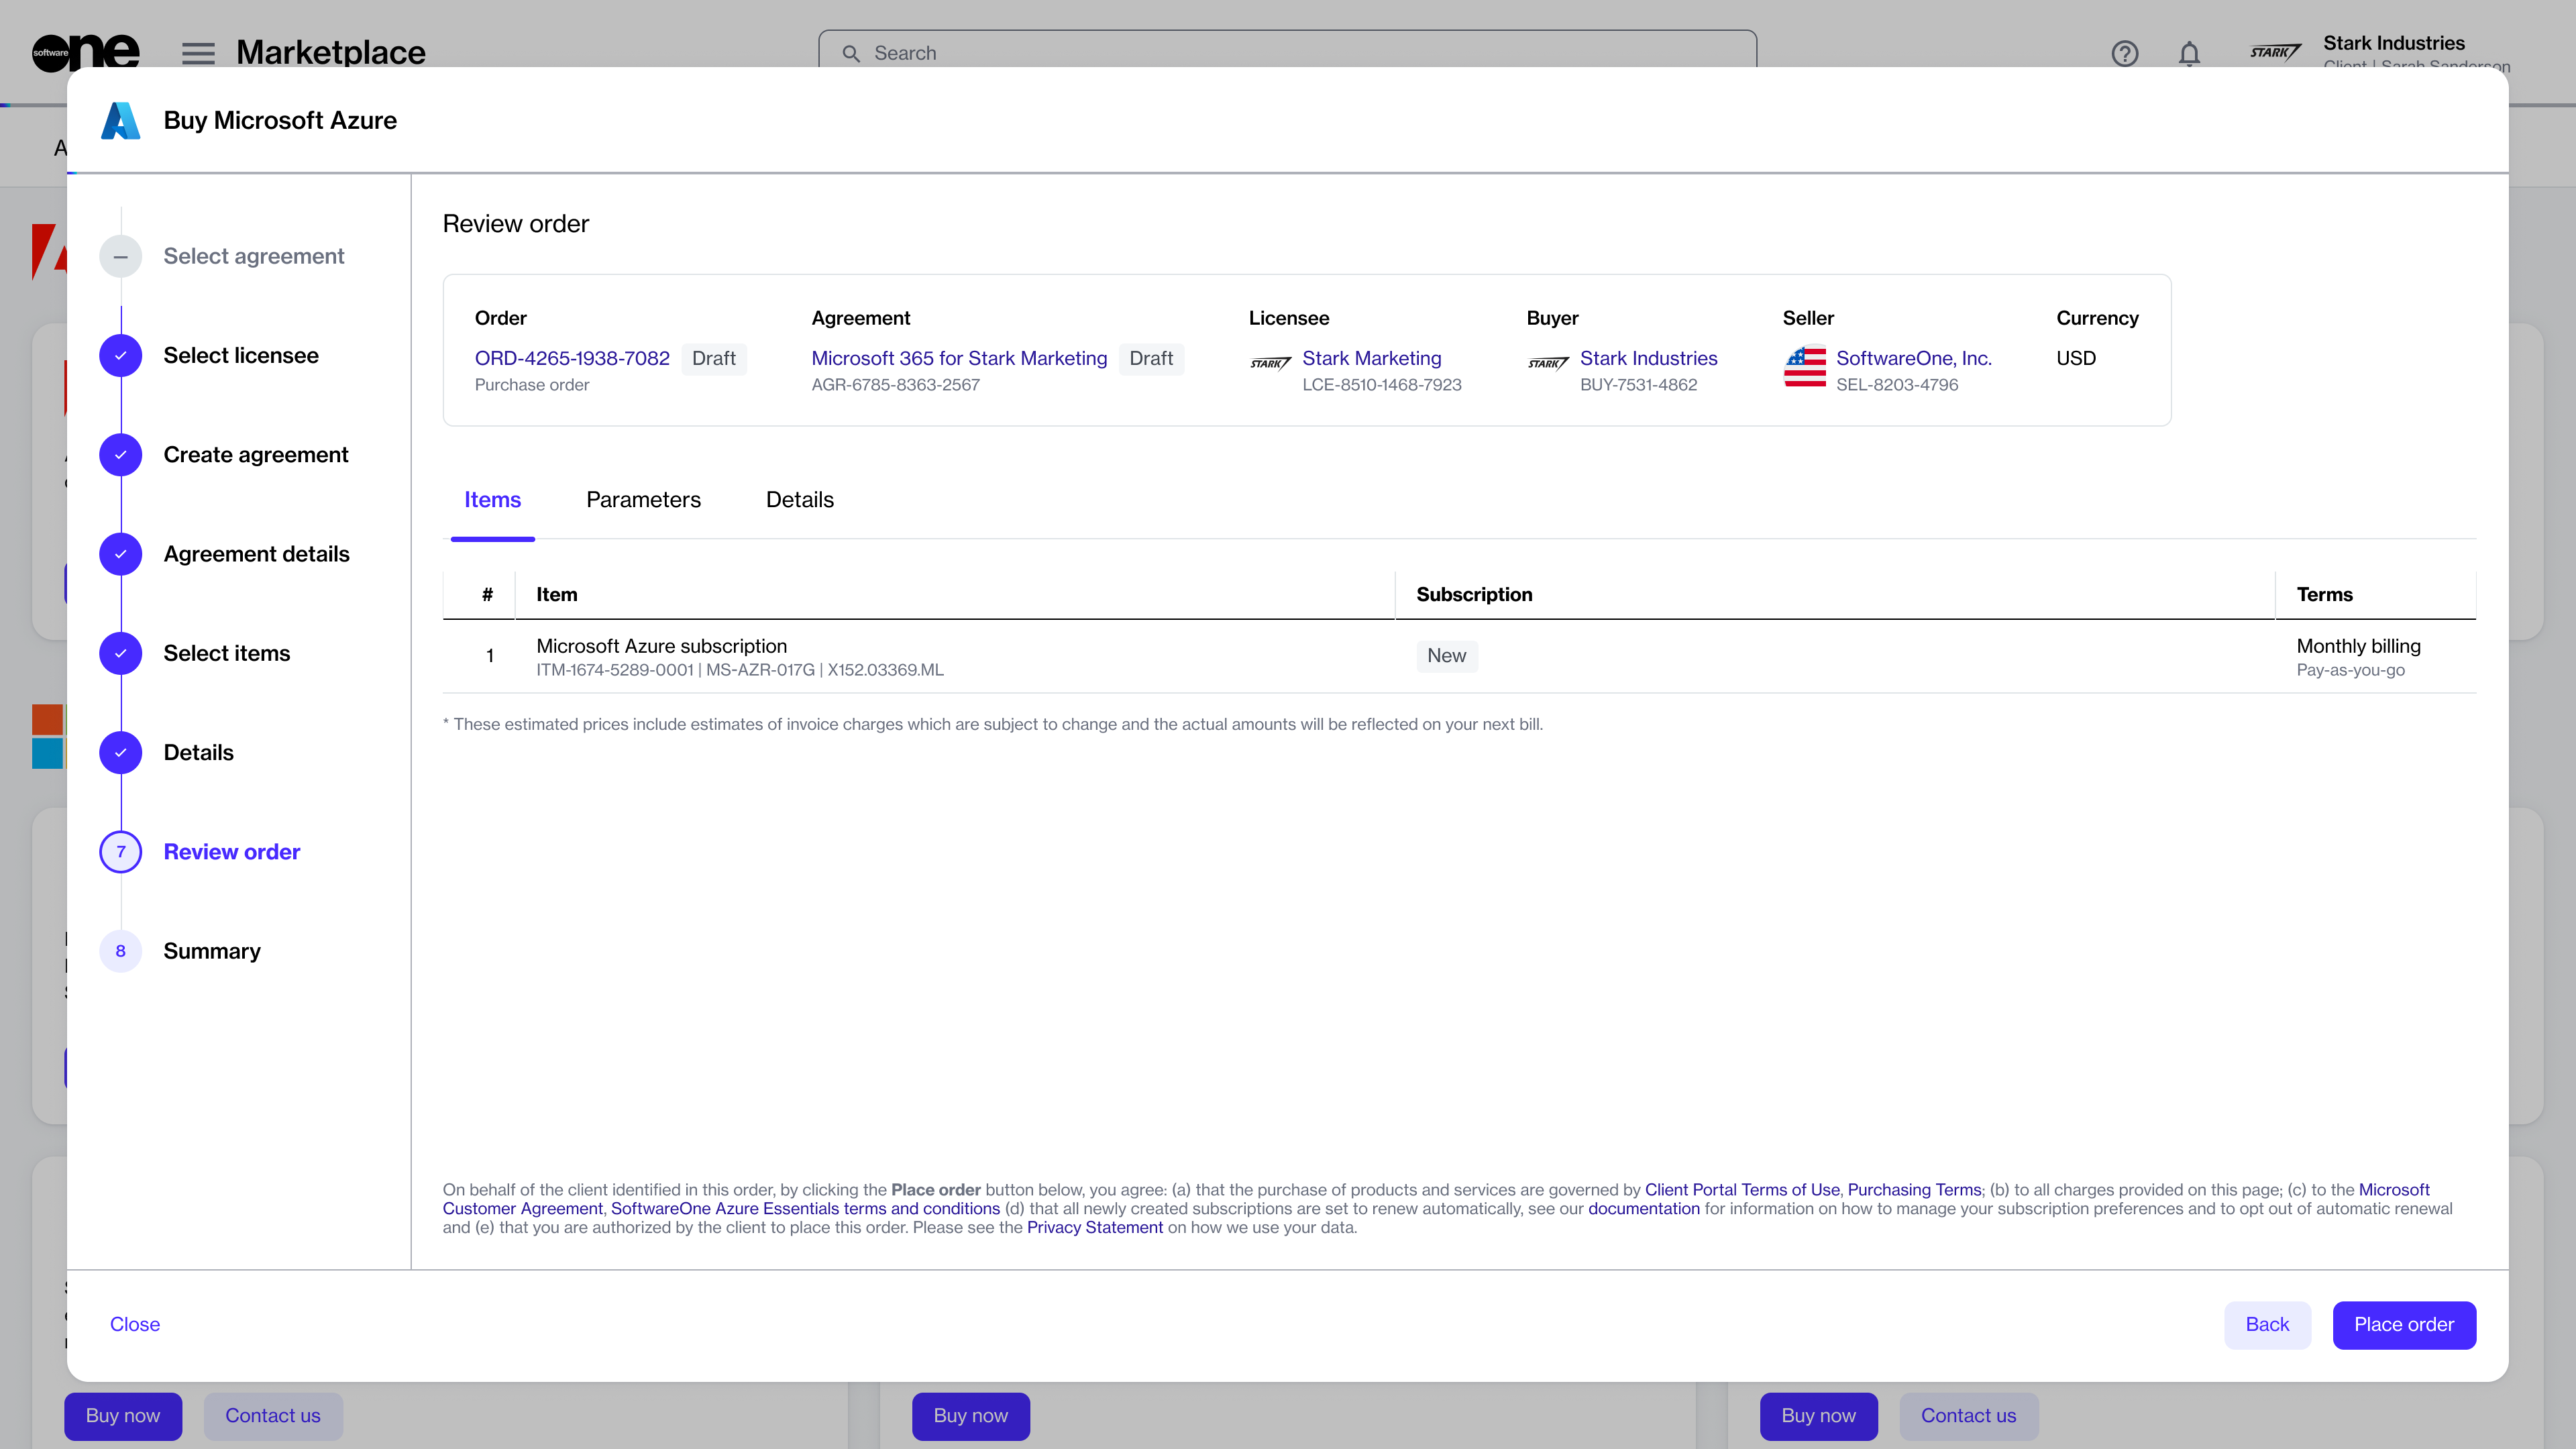 software one
Marketplace
Search
STARK
Stark Industries
Client | Sarah Sanderson
Buy Microsoft Azure
Select agreement
Select licensee
Create agreement
Agreement details
Select items
Details
7
Review order
8
Summary
Review order
Order
Agreement
Licensee
Buyer
Seller
Currency
ORD-4265-1938-7082
Draft
Microsoft 365 for Stark Marketing
Draft
STARK
Stark Marketing
STARK
Stark Industries
SoftwareOne, Inc.
USD
Purchase order
AGR-6785-8363-2567
LCE-8510-1468-7923
BUY-7531-4862
SEL-8203-4796
Items
Parameters
Details
#
Item
Subscription
Terms
1
Microsoft Azure subscription
ITM-1674-5289-0001 | MS-AZR-017G | X152.03369.ML
New
Monthly billing
Pay-as-you-go
* These estimated prices include estimates of invoice charges which are subject to change and the actual amounts will be reflected on your next bill.
On behalf of the client identified in this order, by clicking the Place order button below, you agree: (a) that the purchase of products and services are governed by Client Portal Terms of Use, Purchasing Terms; (b) to all charges provided on this page; (c) to the Microsoft
Customer Agreement, SoftwareOne Azure Essentials terms and conditions (d) that all newly created subscriptions are set to renew automatically, see our documentation for information on how to manage your subscription preferences and to opt out of automatic renewal
and (e) that you are authorized by the client to place this order. Please see the Privacy Statement on how we use your data.
Close
Back
Place order
Buy now
Contact us
Buy now
Buy now
Contact us